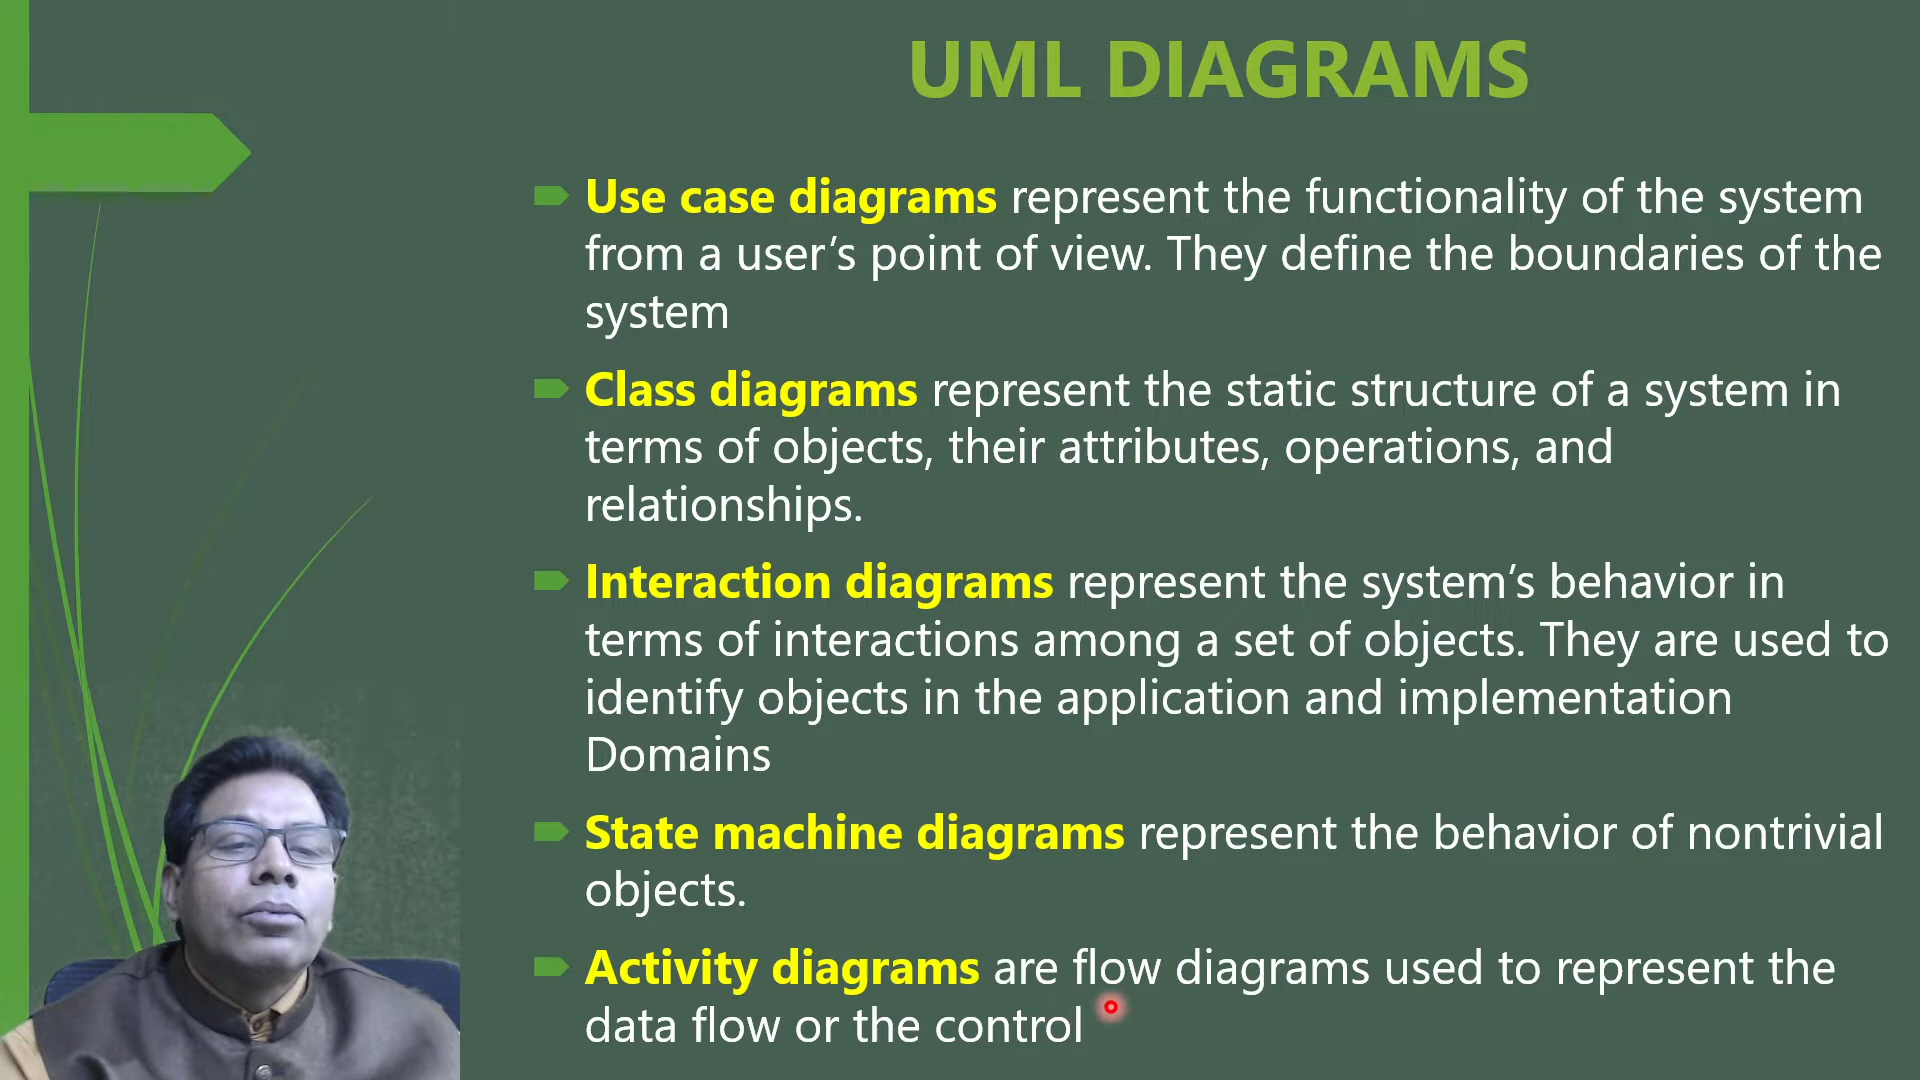 UML DIAGRAMS
Use case diagrams represent the functionality of the system
from a user’s point of view. They define the boundaries of the
system
Class diagrams represent the static structure of a system in
terms of objects, their attributes, operations, and
relationships.
Interaction diagrams represent the system’s behavior in
terms of interactions among a set of objects. They are used to
identify objects in the application and implementation
Domains
State machine diagrams represent the behavior of nontrivial
objects.
Activity diagrams are flow diagrams used to represent the
data flow or the control